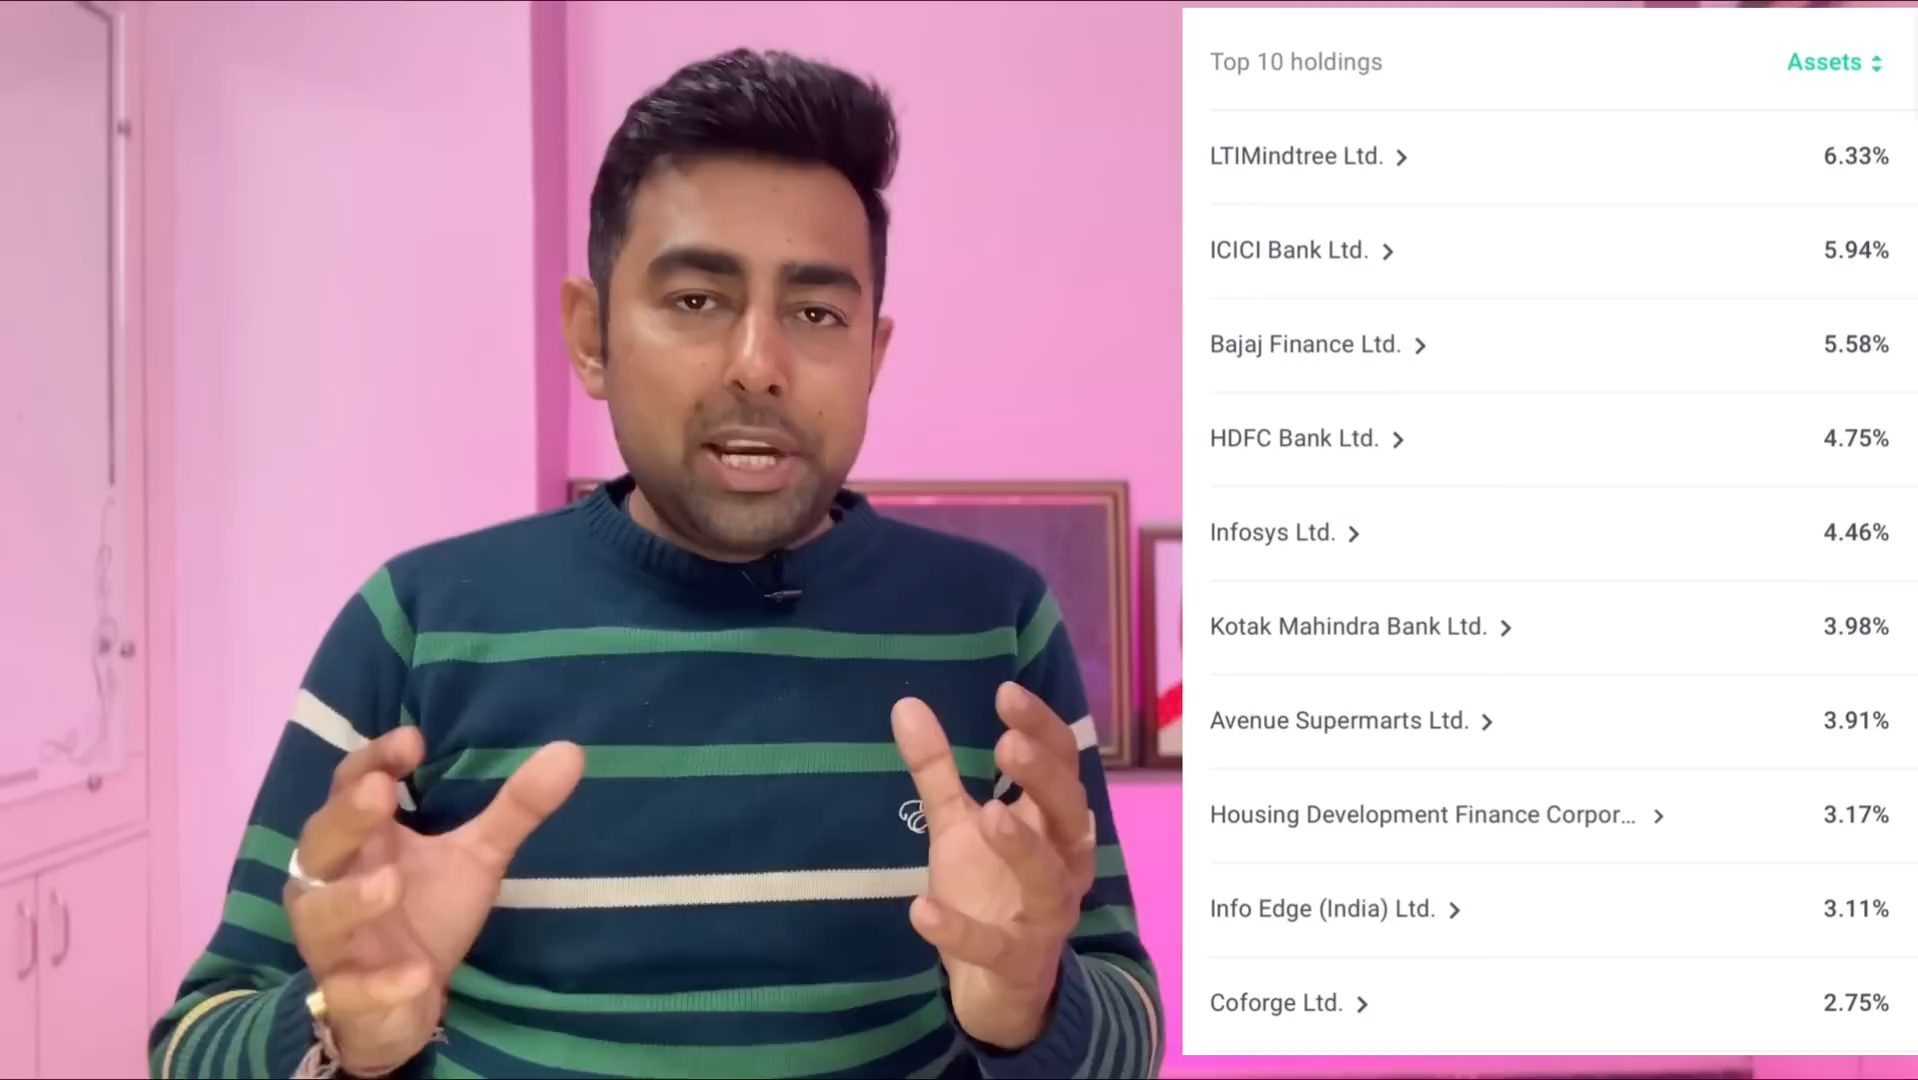 Top 10 holdings Assets
LTIMindtree Ltd. 6.33%
ICICI Bank Ltd. 5.94%
Bajaj Finance Ltd. 5.58%
HDFC Bank Ltd. 4.75%
Infosys Ltd. 4.46%
Kotak Mahindra Bank Ltd. 3.98%
Avenue Supermarts Ltd. 3.91%
Housing Development Finance Corpor... 3.17%
Info Edge (India) Ltd. 3.11%
Coforge Ltd. 2.75%